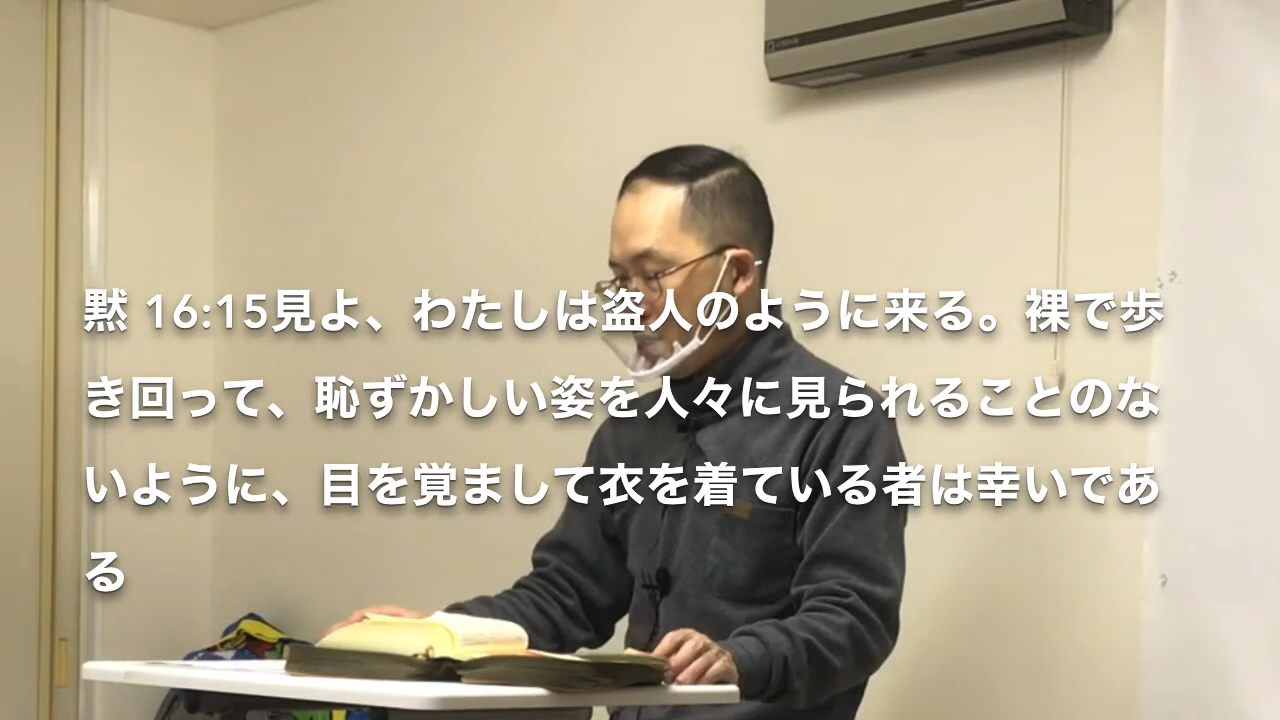 黙 16:15見よ、わたしは盗人のように来る。裸で歩
き回って、恥ずかしい姿を人々に見られることのな
いように、目を覚まして衣を着ている者は幸いであ
る